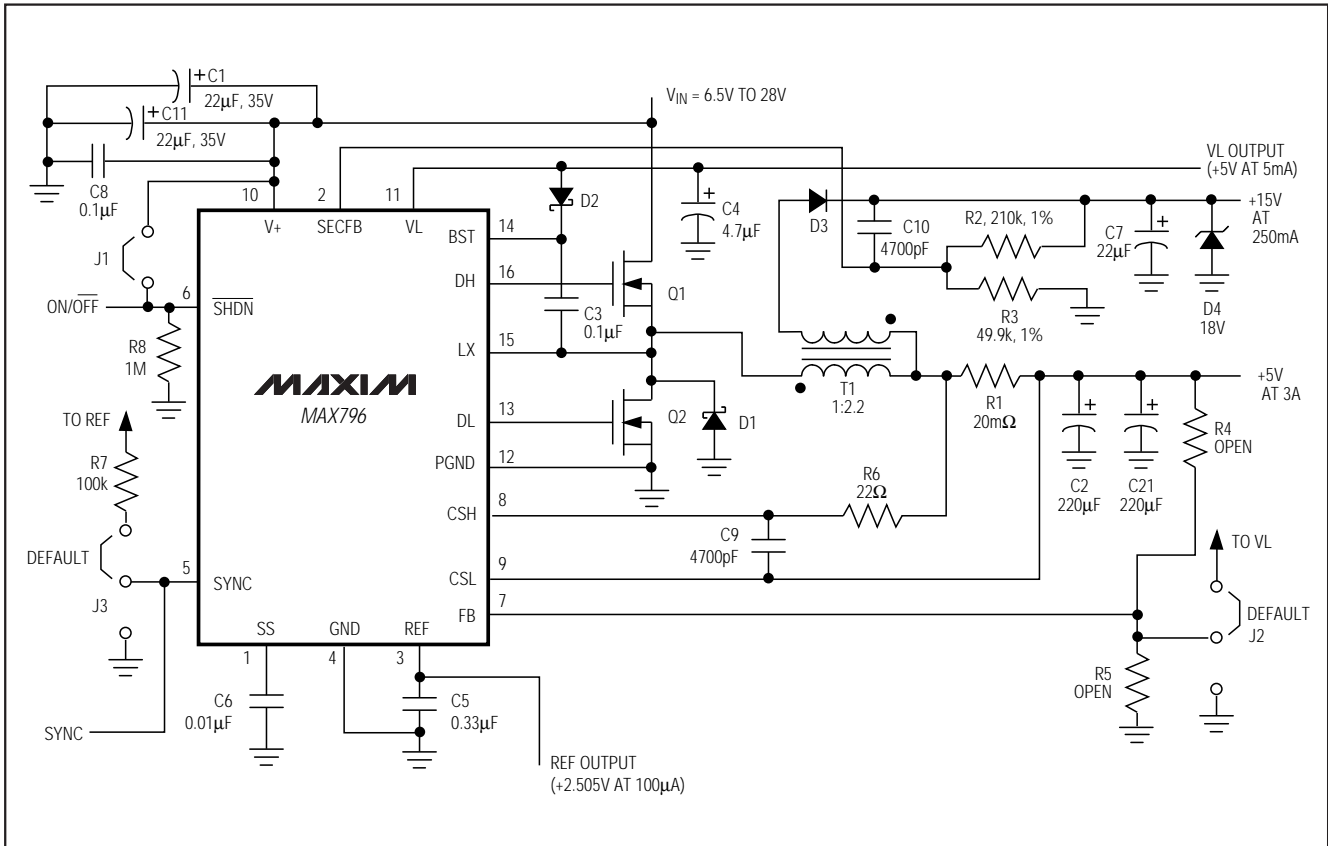 +C1
22µF, 35V
+C11
22µF, 35V
C8
0.1µF
VIN = 6.5V TO 28V
VL OUTPUT
(+5V AT 5mA)
10
2
11
V+
SECFB
VL
D2
+
C4
4.7µF
D3
C10
4700pF
R2, 210k, 1%
R3
49.9k, 1%
+
C7
22µF
D4
18V
+15V
AT
250mA
J1
ON/OFF
6
SHDN
R8
1M
BST
14
DH
16
Q1
C3
0.1µF
LX
15
MAXIM
MAX796
DL
13
Q2
D1
PGND
12
T1
1:2.2
R1
20mΩ
+5V
AT 3A
+
C2
220µF
+
C21
220µF
R4
OPEN
TO REF
R7
100k
DEFAULT
J3
5
SYNC
CSH
8
R6
22Ω
C9
4700pF
CSL
9
FB
7
TO VL
DEFAULT
J2
R5
OPEN
SS
GND
REF
1
4
3
C6
0.01µF
C5
0.33µF
SYNC
REF OUTPUT
(+2.505V AT 100µA)